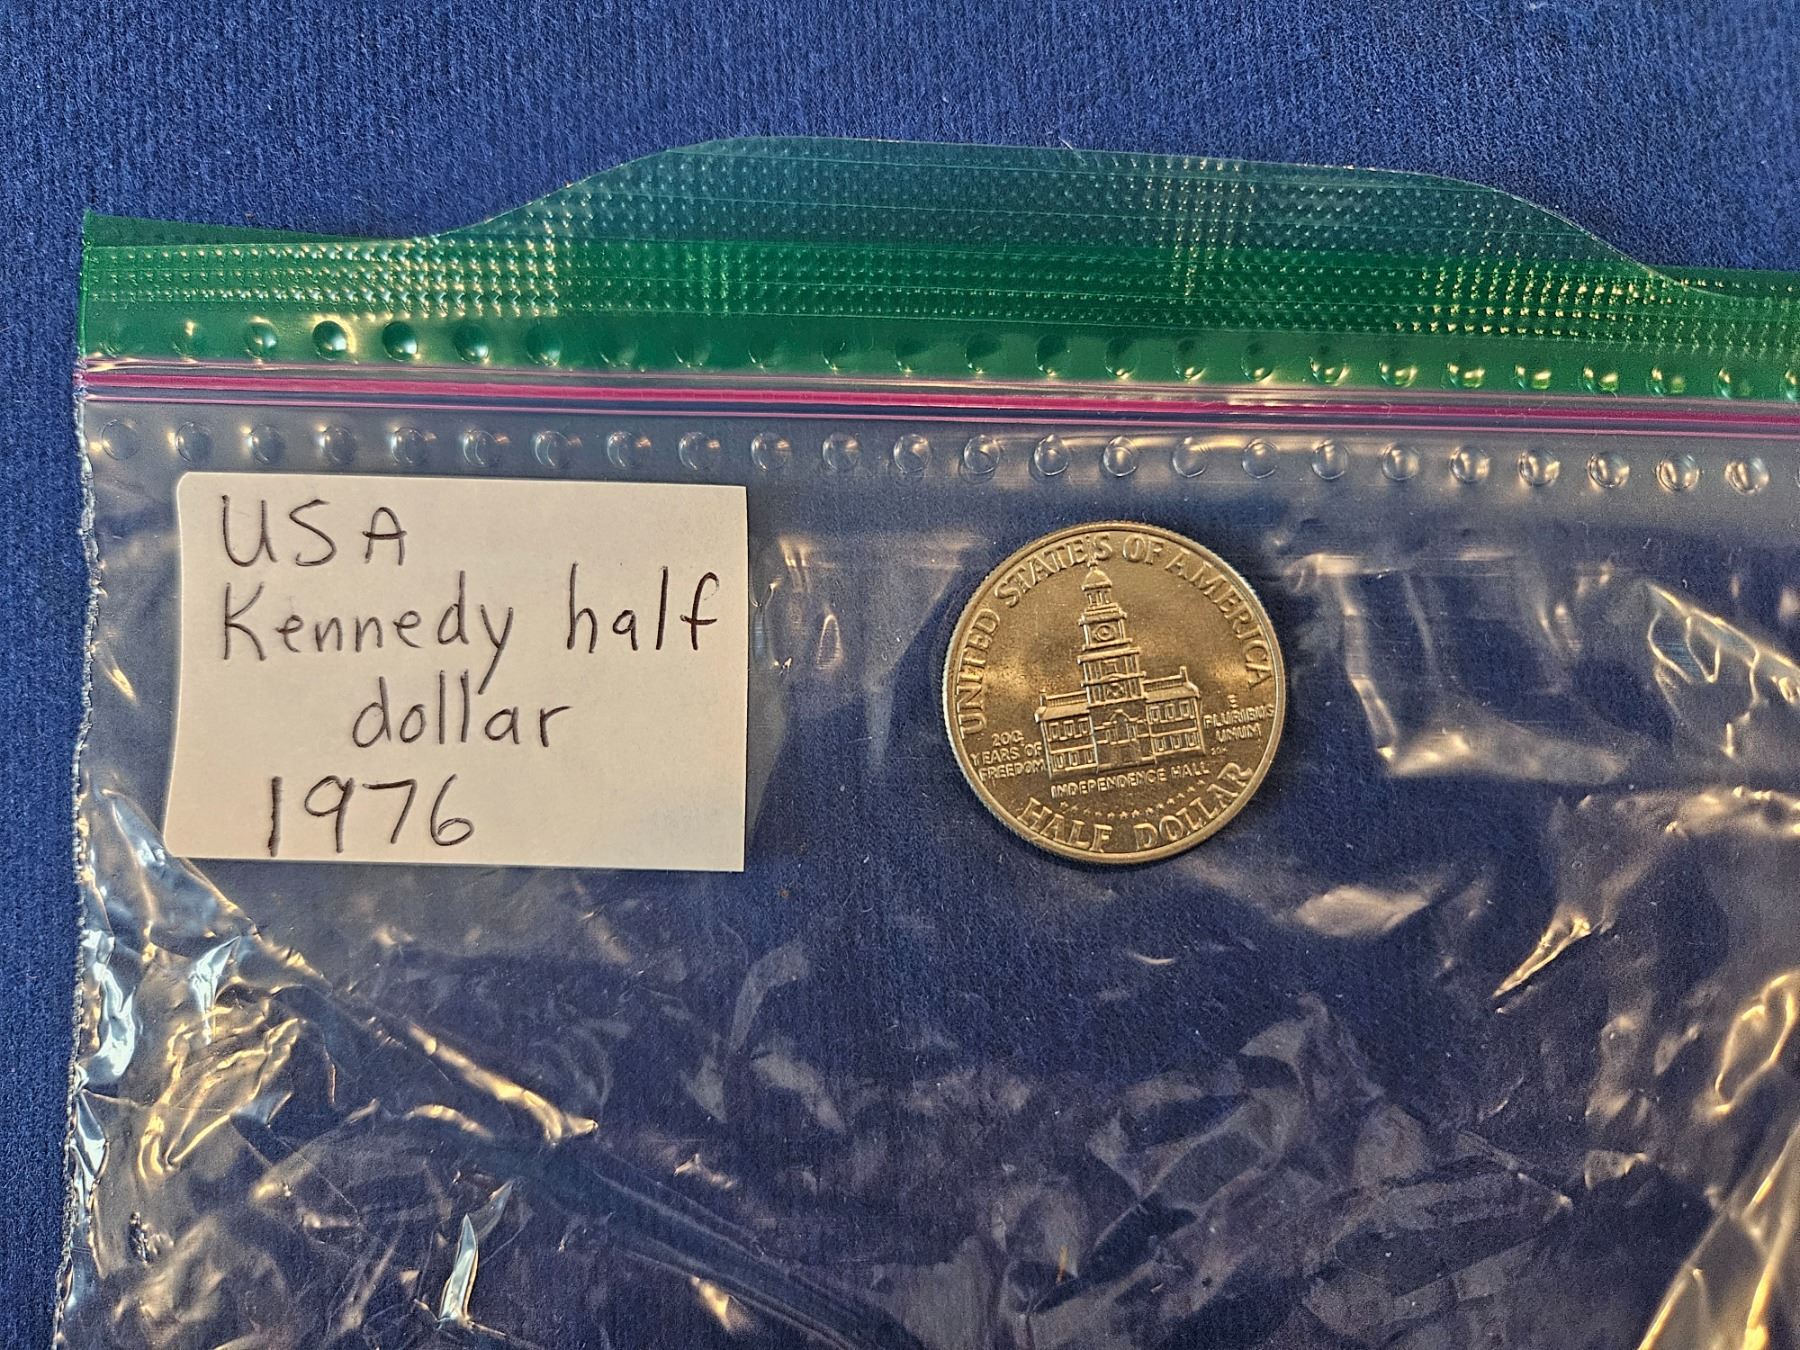 USA
Kennedy half
dollar
1976
UNITED STATES OF AMERICA
200
YEARS OF
FREEDOM
E
PLURIBUS
UNUM
INDEPENDENCE HALL
HALF DOLLAR